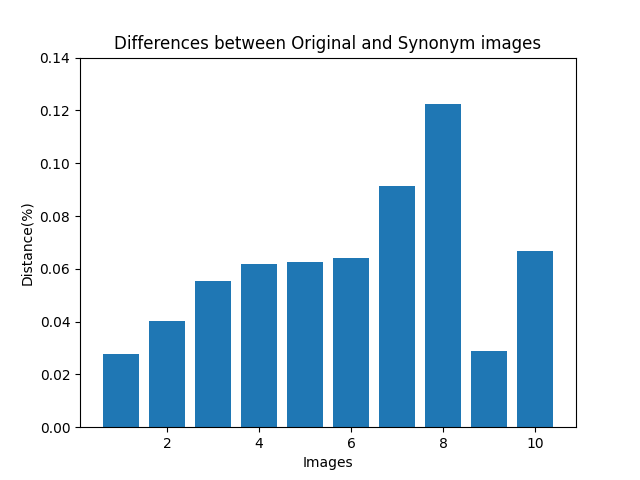 Differences between Original and Synonym images
0.14
0.12
0.10
0.08
0.06
0.04
0.02
0.00
Distance(%)
2 4 6 8 10
Images